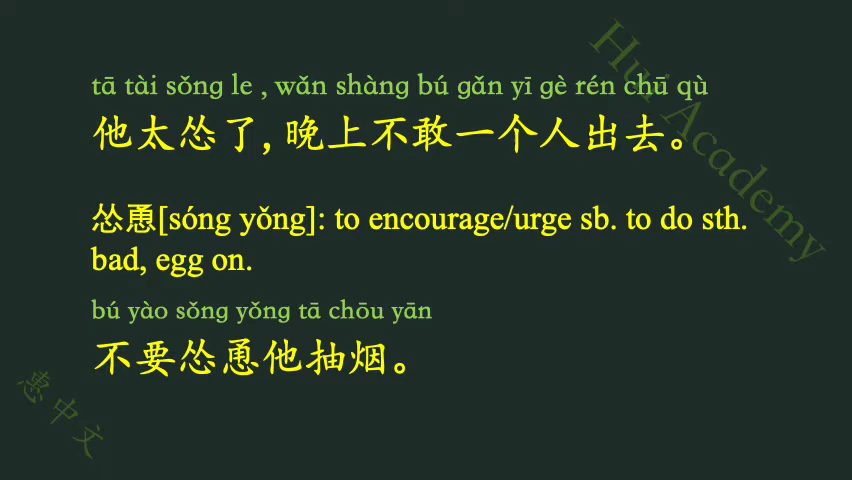 tā tài sǒng le , wǎn shàng bú gǎn yī gè rén chū qù
他太怂了, 晚上不敢一个人出去。
怂恿[sóng yǒng]: to encourage/urge sb. to do sth.
bad, egg on.
bú yào sǒng yǒng tā chōu yān
不要怂恿他抽烟。
Hui Academy
惠中文